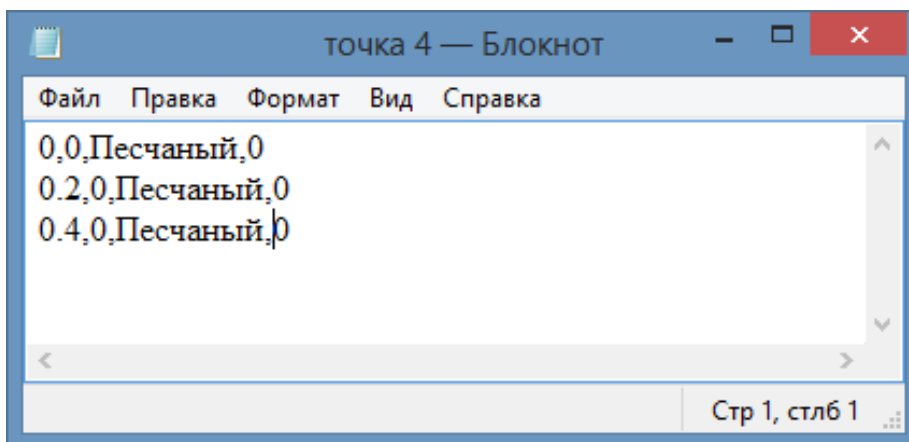 точка 4 — Блокнот
Файл Правка Формат Вид Справка
0,0,Песчаный,0
0.2,0,Песчаный,0
0.4,0,Песчаный,0
Стр 1, стлб 1